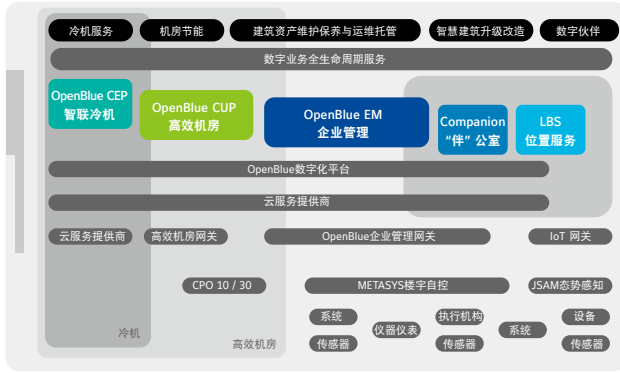 冷机服务
机房节能
建筑资产维护保养与运维托管
智慧建筑升级改造
数字伙伴
数字业务全生命周期服务
OpenBlue CEP
智联冷机
OpenBlue CUP
高效机房
OpenBlue EM
企业管理
Companion
“伴”公室
LBS
位置服务
OpenBlue数字化平台
云服务提供商
云服务提供商
高效机房网关
OpenBlue企业管理网关
IoT 网关
CPO 10 / 30
METASYS楼宇自控
JSAM态势感知
系统
仪器仪表
执行机构
系统
设备
传感器
传感器
传感器
冷机
高效机房